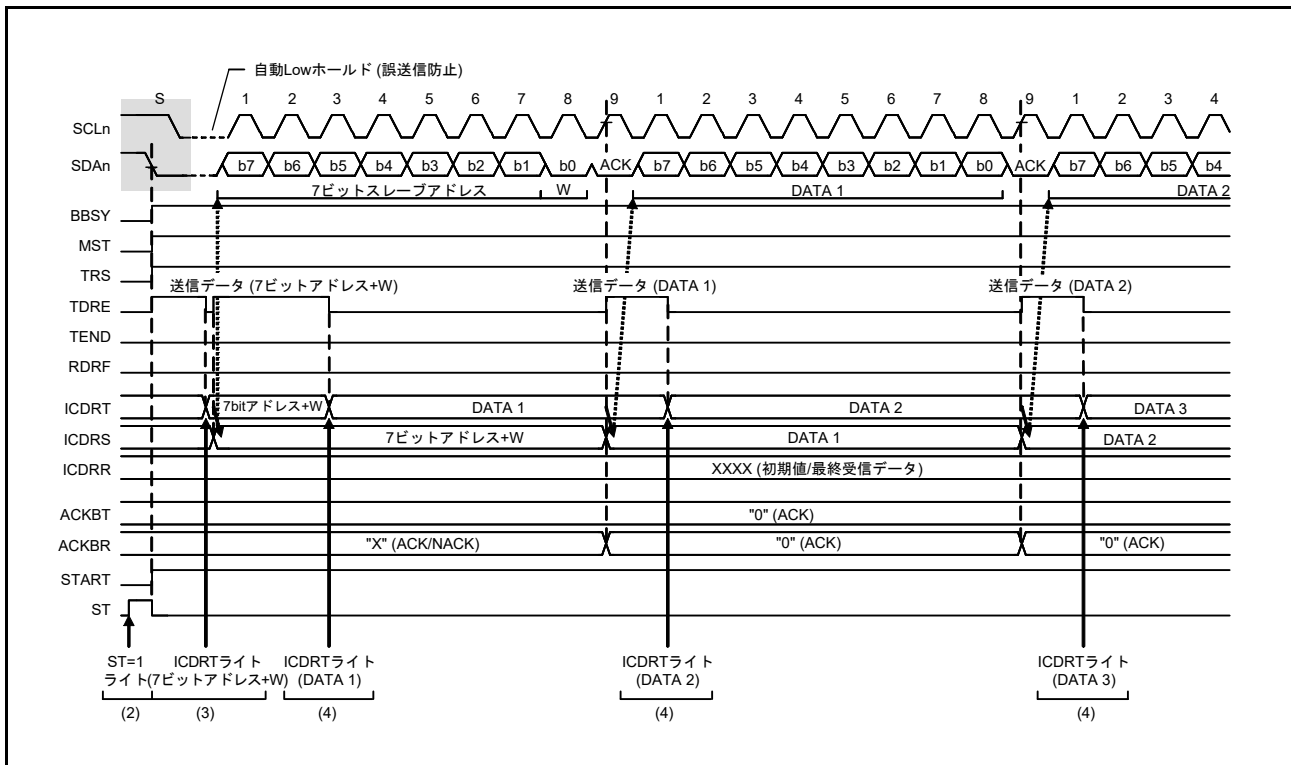 自動Lowホールド (誤送信防止)
S 1 2 3 4 5 6 7 8 9 1 2 3 4 5 6 7 8 9 1 2 3 4
SCLn
SDAn b7 b6 b5 b4 b3 b2 b1 b0 ACK b7 b6 b5 b4 b3 b2 b1 b0 ACK b7 b6 b5 b4
7ビットスレーブアドレス W DATA 1 DATA 2
BBSY
MST
TRS
送信データ (7ビットアドレス+W) 送信データ (DATA 1) 送信データ (DATA 2)
TDRE
TEND
RDRF
ICDRT 7bitアドレス+W DATA 1 DATA 2 DATA 3
ICDRS 7ビットアドレス+W DATA 1 DATA 2
ICDRR XXXX (初期値/最終受信データ)
ACKBT "0" (ACK)
ACKBR "X" (ACK/NACK) "0" (ACK) "0" (ACK)
START
ST
ST=1 ICDRTライト ICDRTライト ICDRTライト ICDRTライト
ライト (7ビットアドレス+W) (DATA 1) (DATA 2) (DATA 3)
(2) (3) (4) (4) (4)